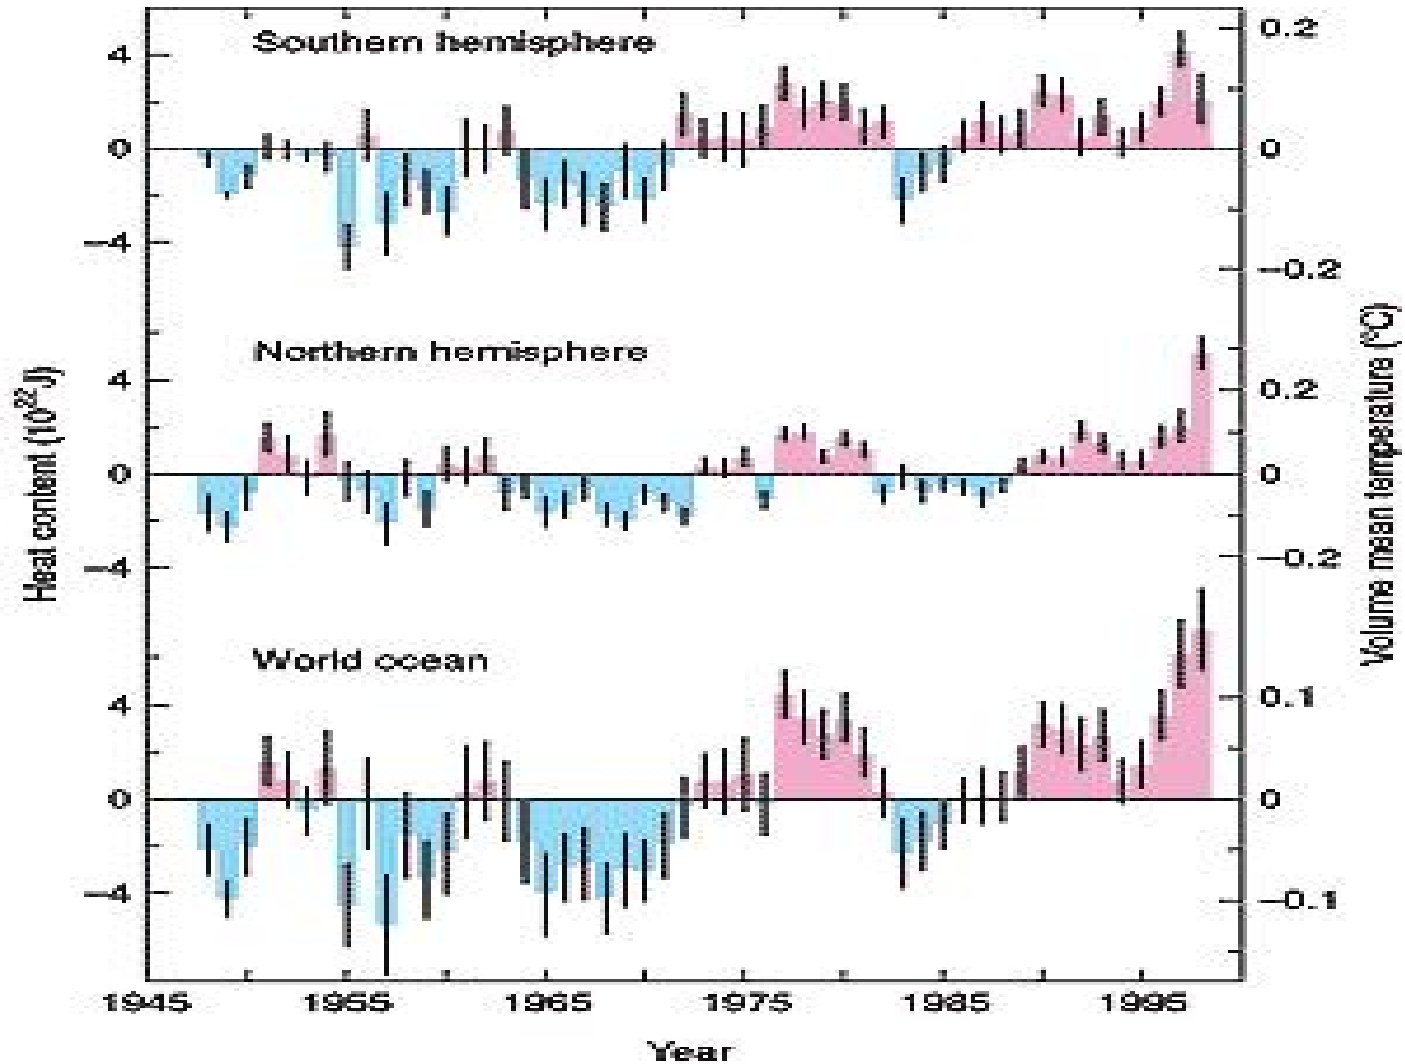 Southern hemisphere
4
0
−4
0.2
0
−0.2
Northern hemisphere
4
0
−4
0.2
0
−0.2
World ocean
4
0
−4
0.1
0
−0.1
Heat content (10²² J)
Volume mean temperature (°C)
1945 1955 1965 1975 1985 1995
Year